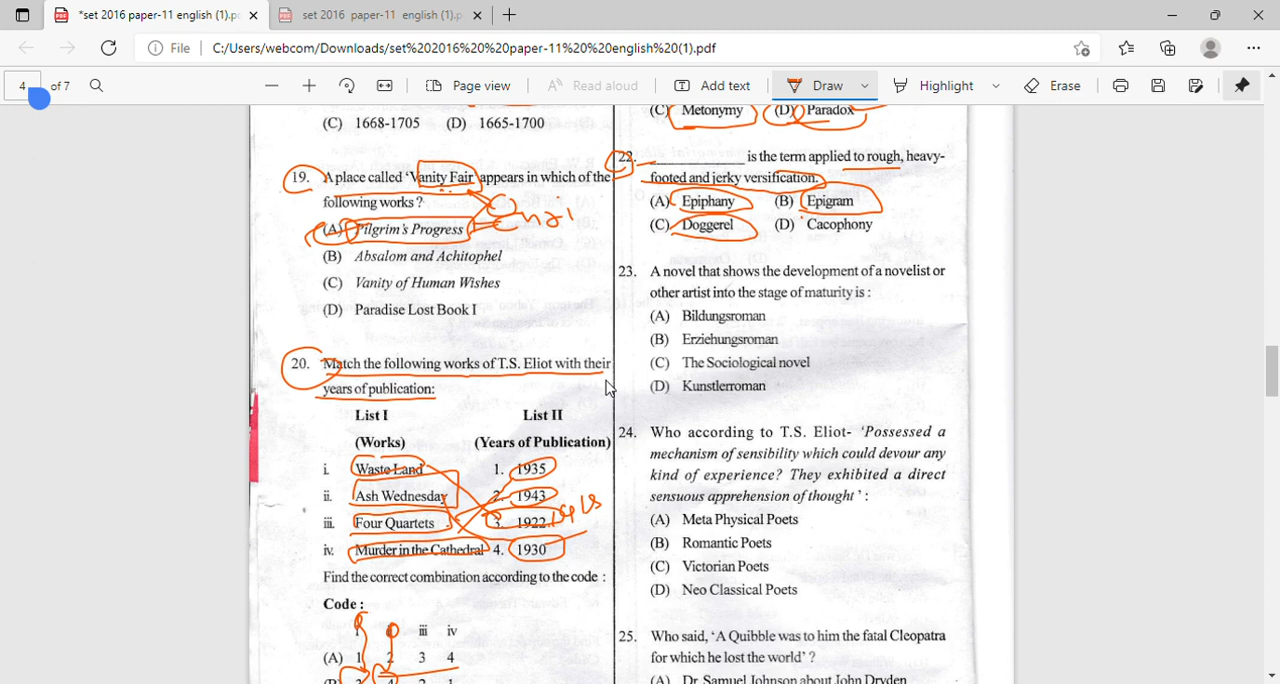 *set 2016 paper-11 english (1).p
set 2016 paper-11 english (1).p
File
C:/Users/webcom/Downloads/set%202016%20%20paper-11%20%20english%20(1).pdf
4 of 7
Page view
Read aloud
Add text
Draw
Highlight
Erase
(C) 1668-1705 (D) 1665-1700
19. A place called 'Vanity Fair' appears in which of the
following works ?
(A) Pilgrim's Progress
(B) Absalom and Achitophel
(C) Vanity of Human Wishes
(D) Paradise Lost Book I
20. Match the following works of T.S. Eliot with their
years of publication:
List I List II
(Works) (Years of Publication)
i. Waste Land 1. 1935
ii. Ash Wednesday 2. 1943
iii. Four Quartets 3. 1922
iv. Murder in the Cathedral 4. 1930
Find the correct combination according to the code :
Code :
i ii iii iv
(A) 1 2 3 4
(C) Metonymy (D) Paradox
22. ____________ is the term applied to rough, heavy-
footed and jerky versification.
(A) Epiphany (B) Epigram
(C) Doggerel (D) Cacophony
23. A novel that shows the development of a novelist or
other artist into the stage of maturity is :
(A) Bildungsroman
(B) Erziehungsroman
(C) The Sociological novel
(D) Kunstlerroman
24. Who according to T.S. Eliot- 'Possessed a
mechanism of sensibility which could devour any
kind of experience? They exhibited a direct
sensuous apprehension of thought ' :
(A) Meta Physical Poets
(B) Romantic Poets
(C) Victorian Poets
(D) Neo Classical Poets
25. Who said, 'A Quibble was to him the fatal Cleopatra
for which he lost the world' ?
(A) Dr. Samuel Johnson about John Dryden